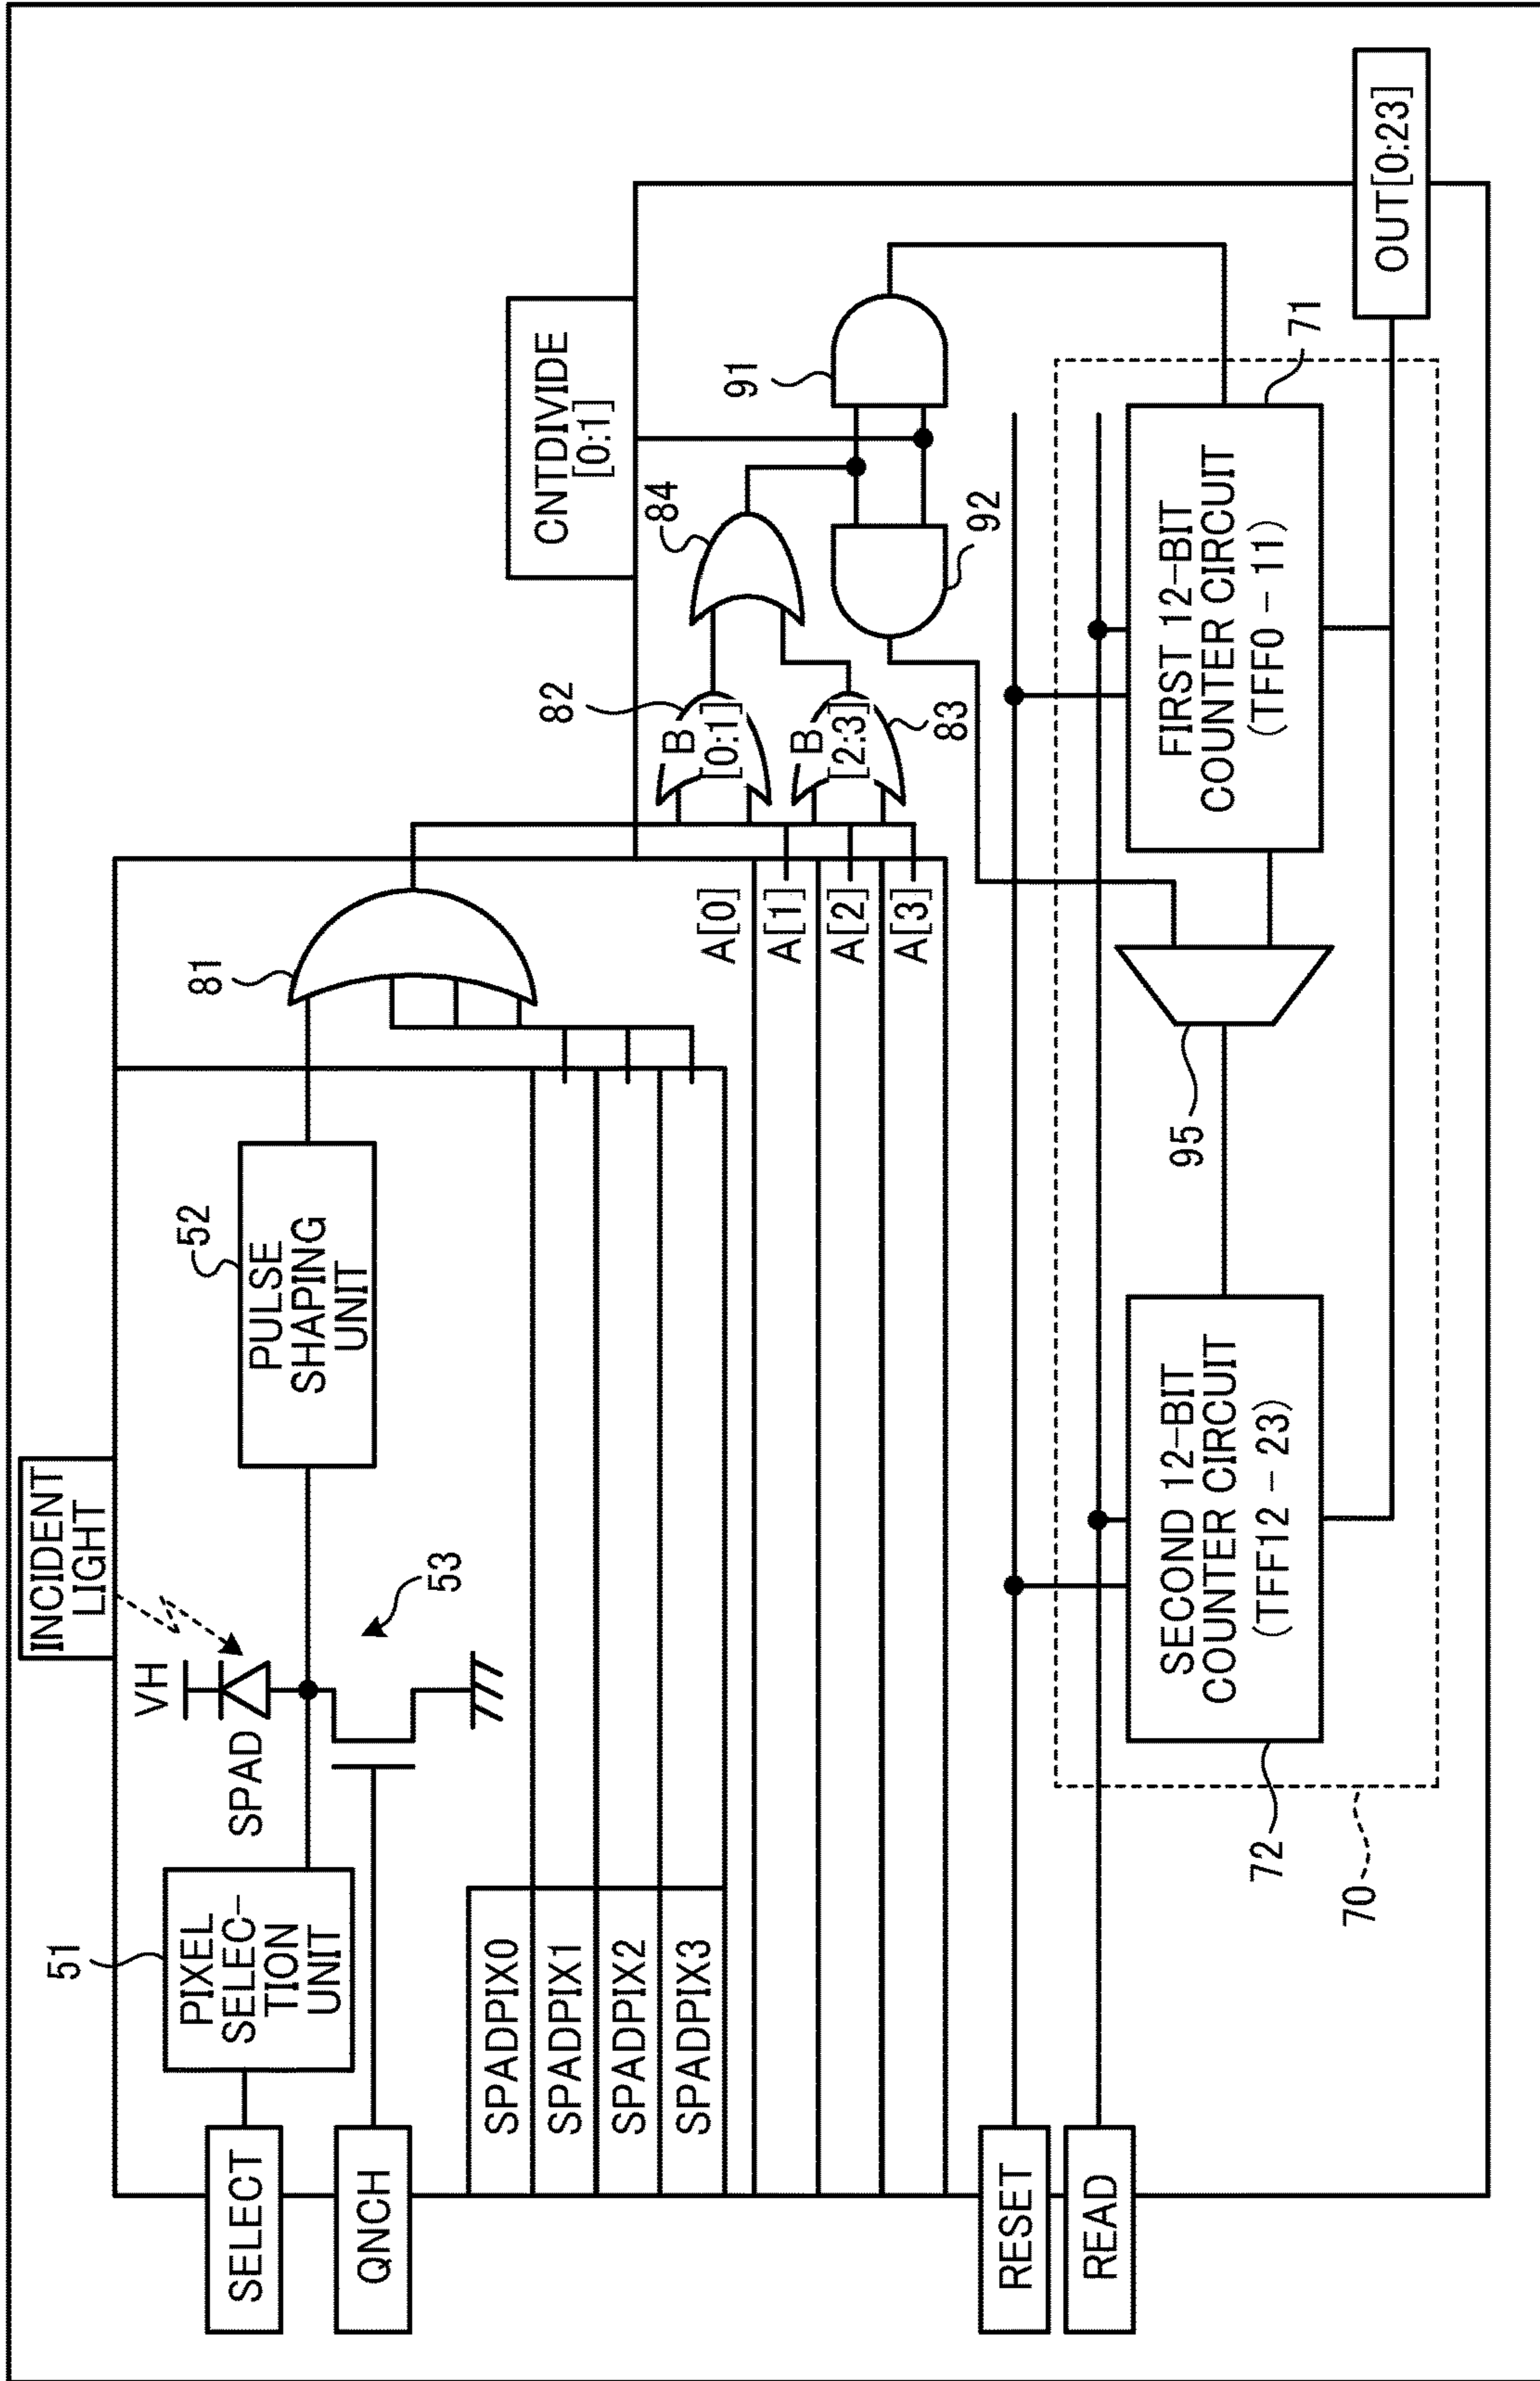 INCIDENT
LIGHT
SELECT
51
PIXEL
SELEC-
TION
UNIT
VH
SPAD
53
52
PULSE
SHAPING
UNIT
81
QNCH
SPADPIX0
SPADPIX1
SPADPIX2
SPADPIX3
A[0]
A[1]
A[2]
A[3]
CNTDIVIDE
[0:1]
82
B
[0:1]
B
[2:3]
83
84
91
92
RESET
READ
SECOND 12-BIT
COUNTER CIRCUIT
(TFF12 - 23)
72
70
95
FIRST 12-BIT
COUNTER CIRCUIT
(TFF0 - 11)
71
OUT[0:23]